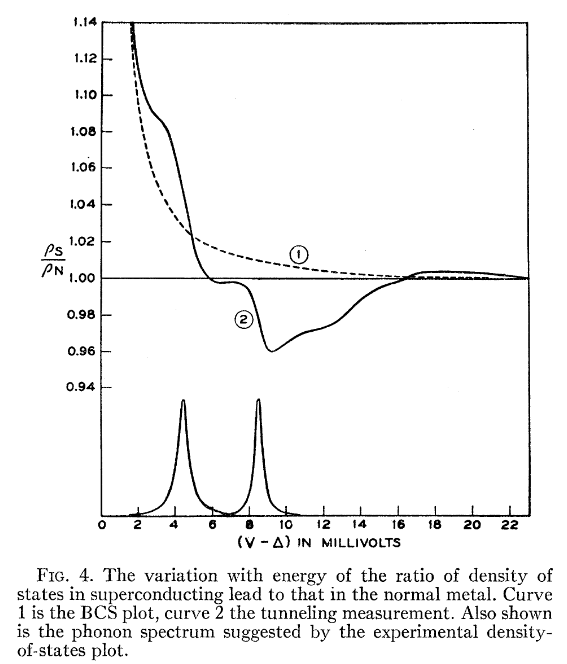 1.14
1.12
1.10
1.08
1.06
1.04
ρS
ρN
1.02
1.00
0.98
0.96
0.94
1
2
0 2 4 6 8 10 12 14 16 18 20 22
(V - Δ) IN MILLIVOLTS
FIG. 4. The variation with energy of the ratio of density of
states in superconducting lead to that in the normal metal. Curve
1 is the BCS plot, curve 2 the tunneling measurement. Also shown
is the phonon spectrum suggested by the experimental density-
of-states plot.